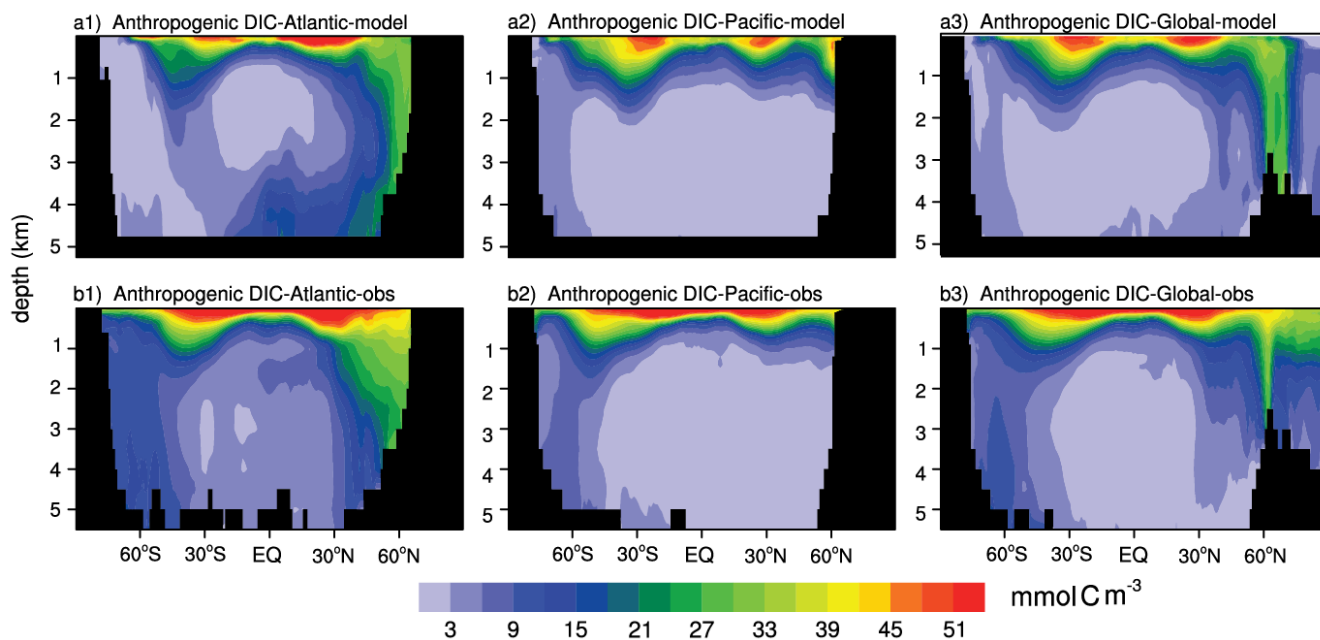 a1) Anthropogenic DIC-Atlantic-model
a2) Anthropogenic DIC-Pacific-model
a3) Anthropogenic DIC-Global-model
1
2
3
4
5
1
2
3
4
5
1
2
3
4
5
depth (km)
b1) Anthropogenic DIC-Atlantic-obs
b2) Anthropogenic DIC-Pacific-obs
b3) Anthropogenic DIC-Global-obs
1
2
3
4
5
1
2
3
4
5
1
2
3
4
5
60°S 30°S EQ 30°N 60°N
60°S 30°S EQ 30°N 60°N
60°S 30°S EQ 30°N 60°N
3 9 15 21 27 33 39 45 51
mmol C m⁻³